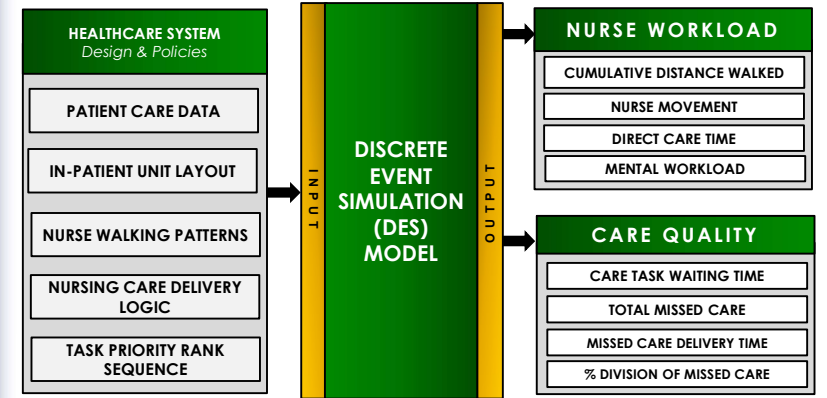 HEALTHCARE SYSTEM
Design & Policies
PATIENT CARE DATA
IN-PATIENT UNIT LAYOUT
NURSE WALKING PATTERNS
NURSING CARE DELIVERY
LOGIC
TASK PRIORITY RANK
SEQUENCE
INPUT
DISCRETE
EVENT
SIMULATION
(DES)
MODEL
OUTPUT
NURSE WORKLOAD
CUMULATIVE DISTANCE WALKED
NURSE MOVEMENT
DIRECT CARE TIME
MENTAL WORKLOAD
CARE QUALITY
CARE TASK WAITING TIME
TOTAL MISSED CARE
MISSED CARE DELIVERY TIME
% DIVISION OF MISSED CARE